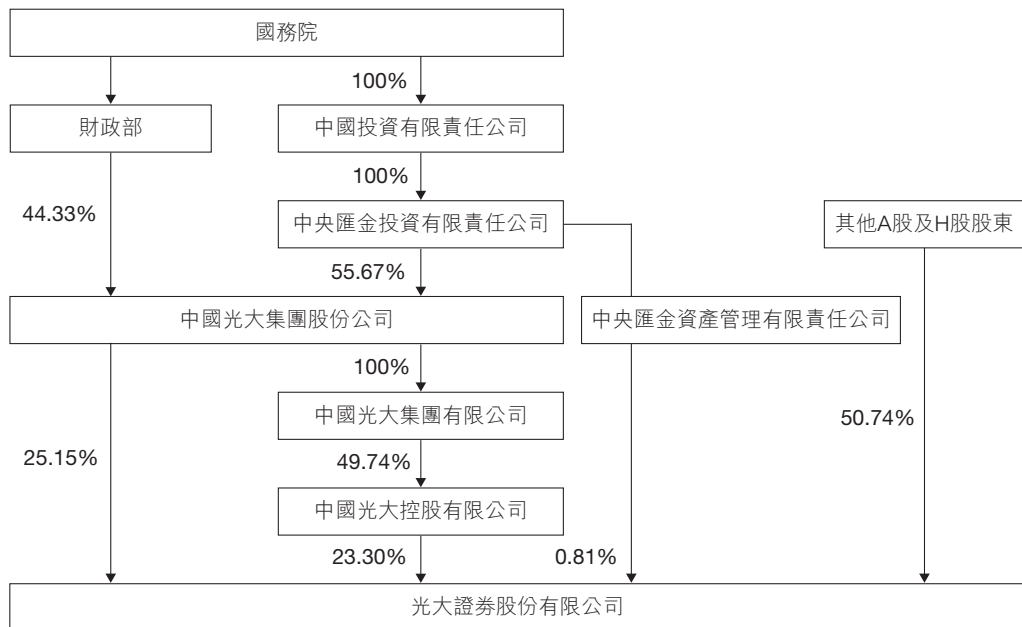 國務院
100%
財政部
中國投資有限責任公司
100%
44.33%
中央匯金投資有限責任公司
其他A股及H股股東
55.67%
中國光大集團股份公司
中央匯金資產管理有限責任公司
100%
中國光大集團有限公司
50.74%
25.15%
49.74%
中國光大控股有限公司
23.30%
0.81%
光大證券股份有限公司